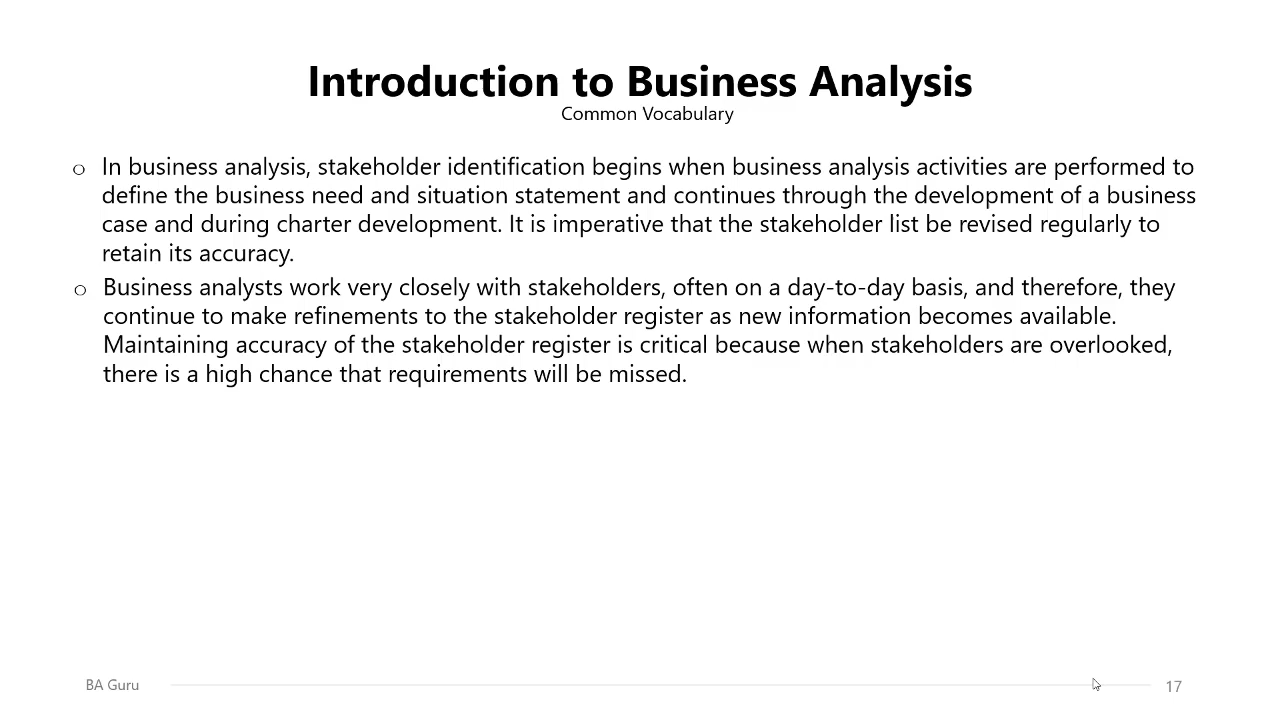 Introduction to Business Analysis
Common Vocabulary
o In business analysis, stakeholder identification begins when business analysis activities are performed to
define the business need and situation statement and continues through the development of a business
case and during charter development. It is imperative that the stakeholder list be revised regularly to
retain its accuracy.
o Business analysts work very closely with stakeholders, often on a day-to-day basis, and therefore, they
continue to make refinements to the stakeholder register as new information becomes available.
Maintaining accuracy of the stakeholder register is critical because when stakeholders are overlooked,
there is a high chance that requirements will be missed.
BA Guru
17